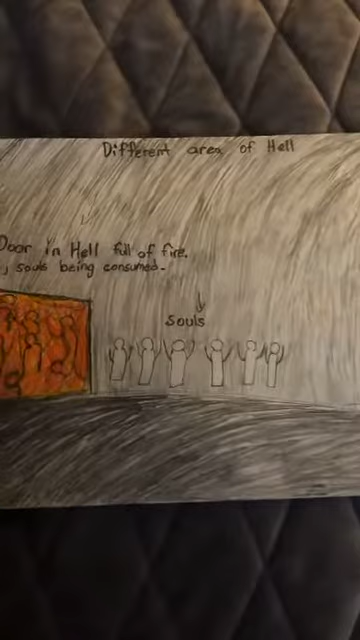 Different area of Hell
Door in Hell full of fire.
, souls being consumed.
souls